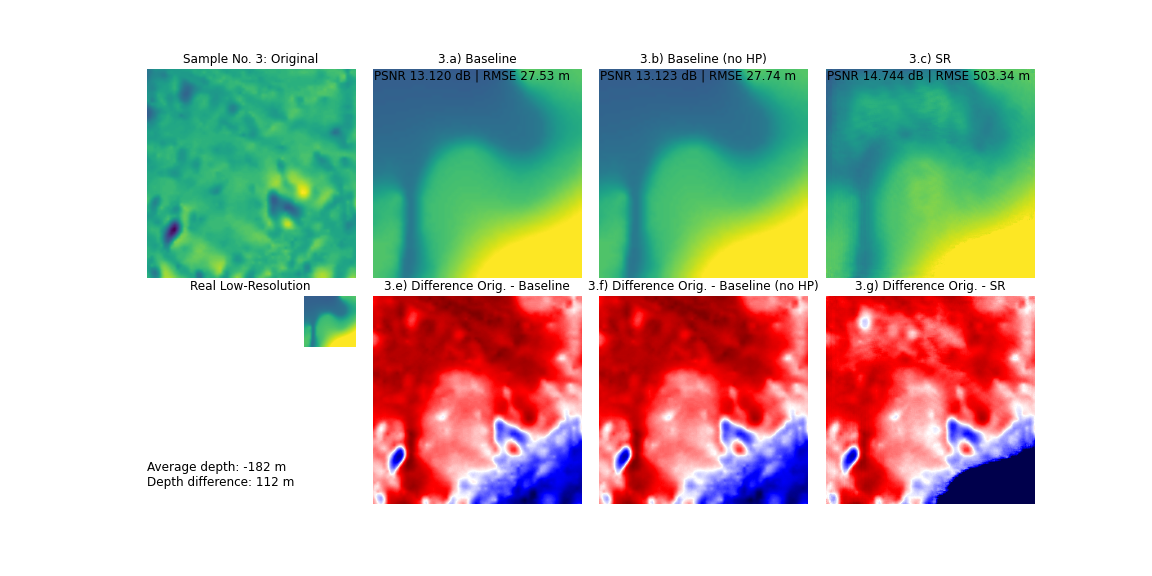 Sample No. 3: Original
3.a) Baseline
3.b) Baseline (no HP)
3.c) SR
PSNR 13.120 dB | RMSE 27.53 m
PSNR 13.123 dB | RMSE 27.74 m
PSNR 14.744 dB | RMSE 503.34 m
Real Low-Resolution
3.e) Difference Orig. - Baseline
3.f) Difference Orig. - Baseline (no HP)
3.g) Difference Orig. - SR
Average depth: -182 m
Depth difference: 112 m